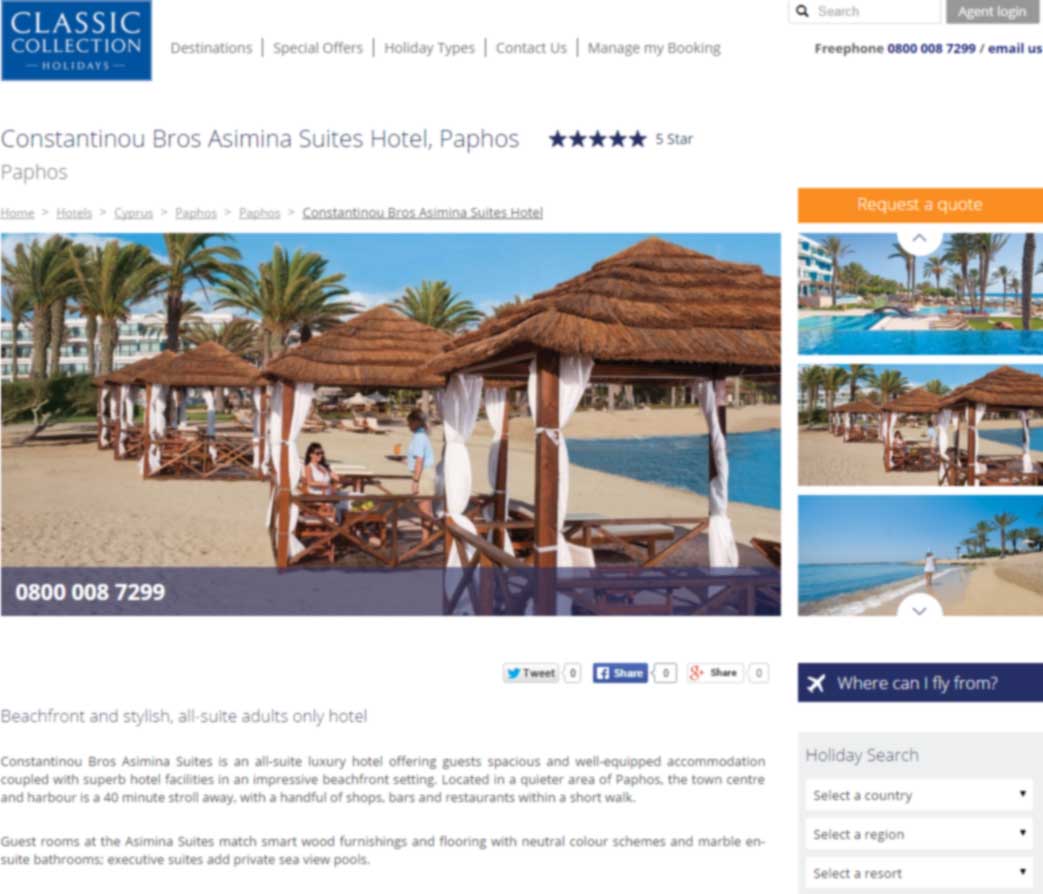 CLASSIC
COLLECTION
HOLIDAYS
Search
Agent login
Destinations | Special Offers | Holiday Types | Contact Us | Manage my Booking
Freephone 0800 008 7299 / email us
Constantinou Bros Asimina Suites Hotel, Paphos
5 Star
Paphos
Home > Hotels > Cyprus > Paphos > Paphos > Constantinou Bros Asimina Suites Hotel
Request a quote
0800 008 7299
Tweet 0
f Share 0
g+ Share 0
Where can I fly from?
Beachfront and stylish, all-suite adults only hotel
Constantinou Bros Asimina Suites is an all-suite luxury hotel offering guests spacious and well-equipped accommodation
coupled with superb hotel facilities in an impressive beachfront setting. Located in a quieter area of Paphos, the town centre
and harbour is a 40 minute stroll away, with a handful of shops, bars and restaurants within a short walk.
Guest rooms at the Asimina Suites match smart wood furnishings and flooring with neutral colour schemes and marble en-
suite bathrooms; executive suites add private sea view pools.
Holiday Search
Select a country
Select a region
Select a resort